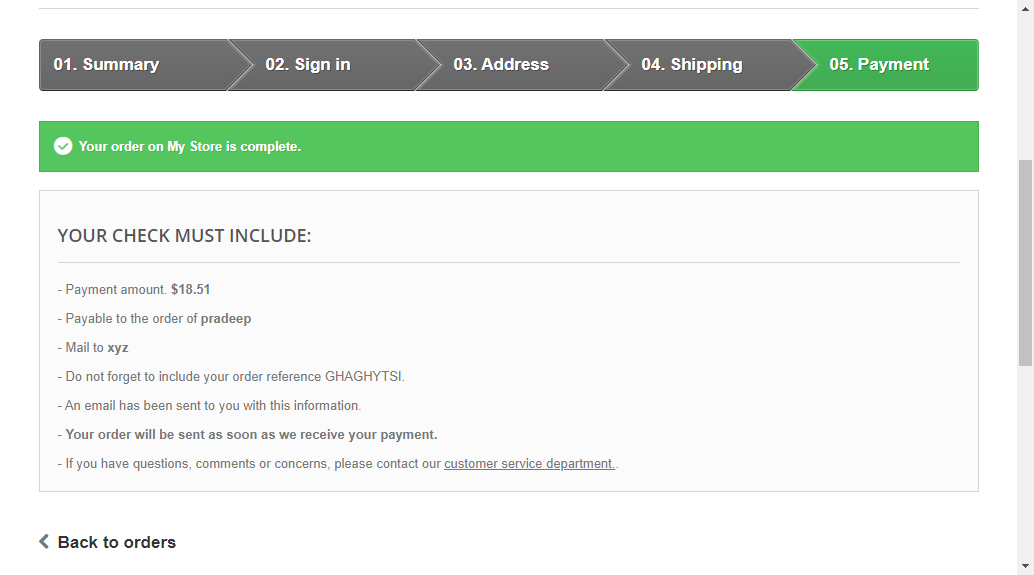 01. Summary
02. Sign in
03. Address
04. Shipping
05. Payment
Your order on My Store is complete.
YOUR CHECK MUST INCLUDE:
- Payment amount. $18.51
- Payable to the order of pradeep
- Mail to xyz
- Do not forget to include your order reference GHAGHYTSI.
- An email has been sent to you with this information.
- Your order will be sent as soon as we receive your payment.
- If you have questions, comments or concerns, please contact our customer service department..
Back to orders